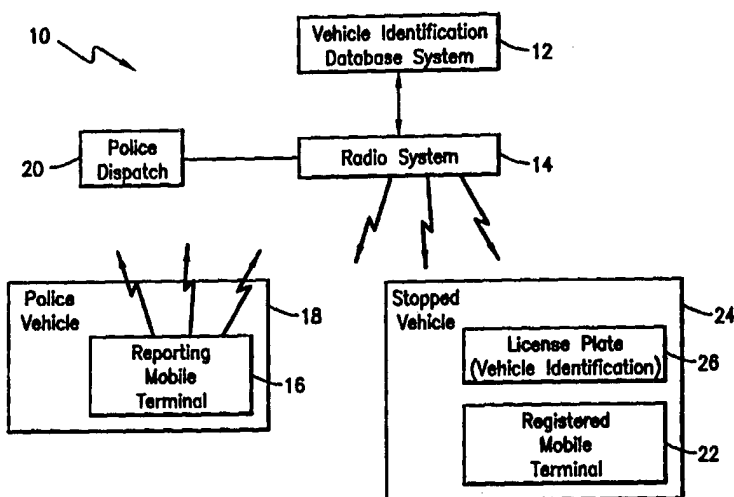 10
Vehicle Identification
Database System
12
Police
Dispatch
20
Radio System
14
Police
Vehicle
18
Reporting
Mobile
Terminal
16
Stopped
Vehicle
24
License Plate
(Vehicle Identification)
26
Registered
Mobile
Terminal
22